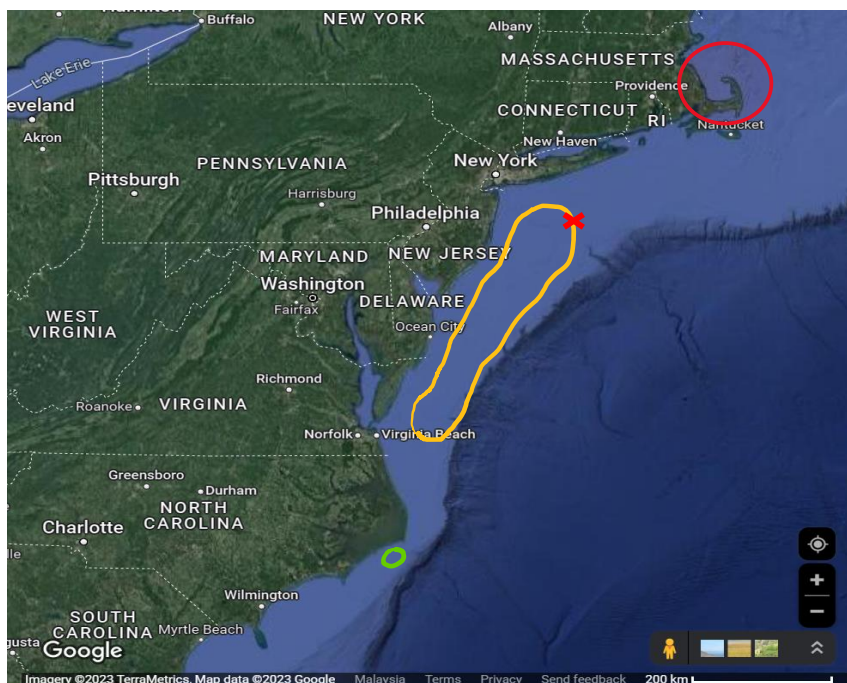 Buffalo
NEW YORK
Albany
MASSACHUSETTS
Lake Erie
Providence
eveland
CONNECTICUT
RI
Akron
Nantucket
New Haven
PENNSYLVANIA
New York
Pittsburgh
Harrisburg
Philadelphia
MARYLAND
NEW JERSEY
Washington
DELAWARE
Fairfax
WEST
VIRGINIA
Ocean City
Richmond
Roanoke
VIRGINIA
Norfolk
Virginia Beach
Greensboro
Durham
NORTH
CAROLINA
Charlotte
lle
Wilmington
SOUTH
CAROLINA
Myrtle Beach
gusta
Google
Imagery ©2023 TerraMetrics, Map data ©2023 Google Malaysia Terms Privacy Send feedback 200 km